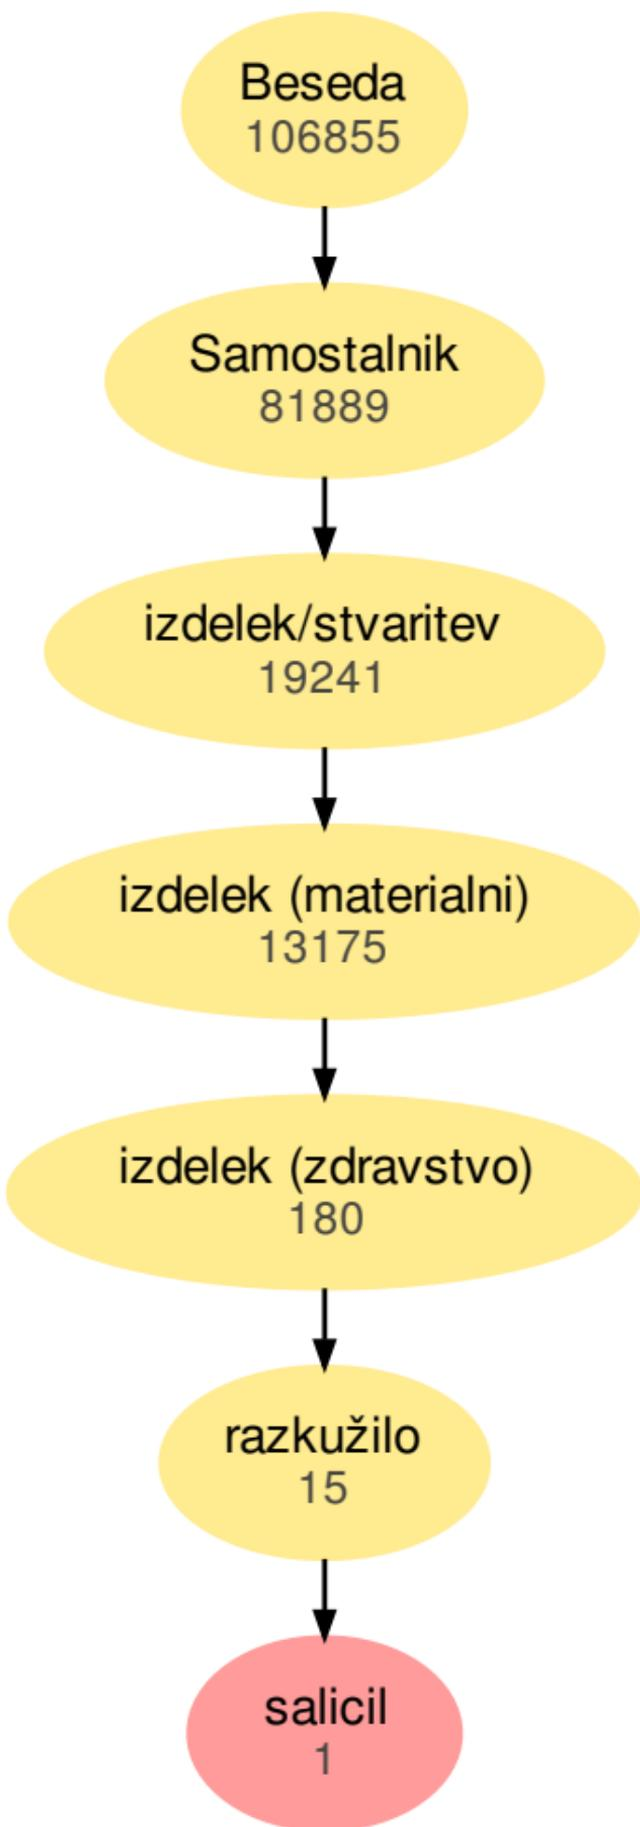 Beseda
106855
Samostalnik
81889
izdelek/stvaritev
19241
izdelek (materialni)
13175
izdelek (zdravstvo)
180
razkužilo
15
salicil
1